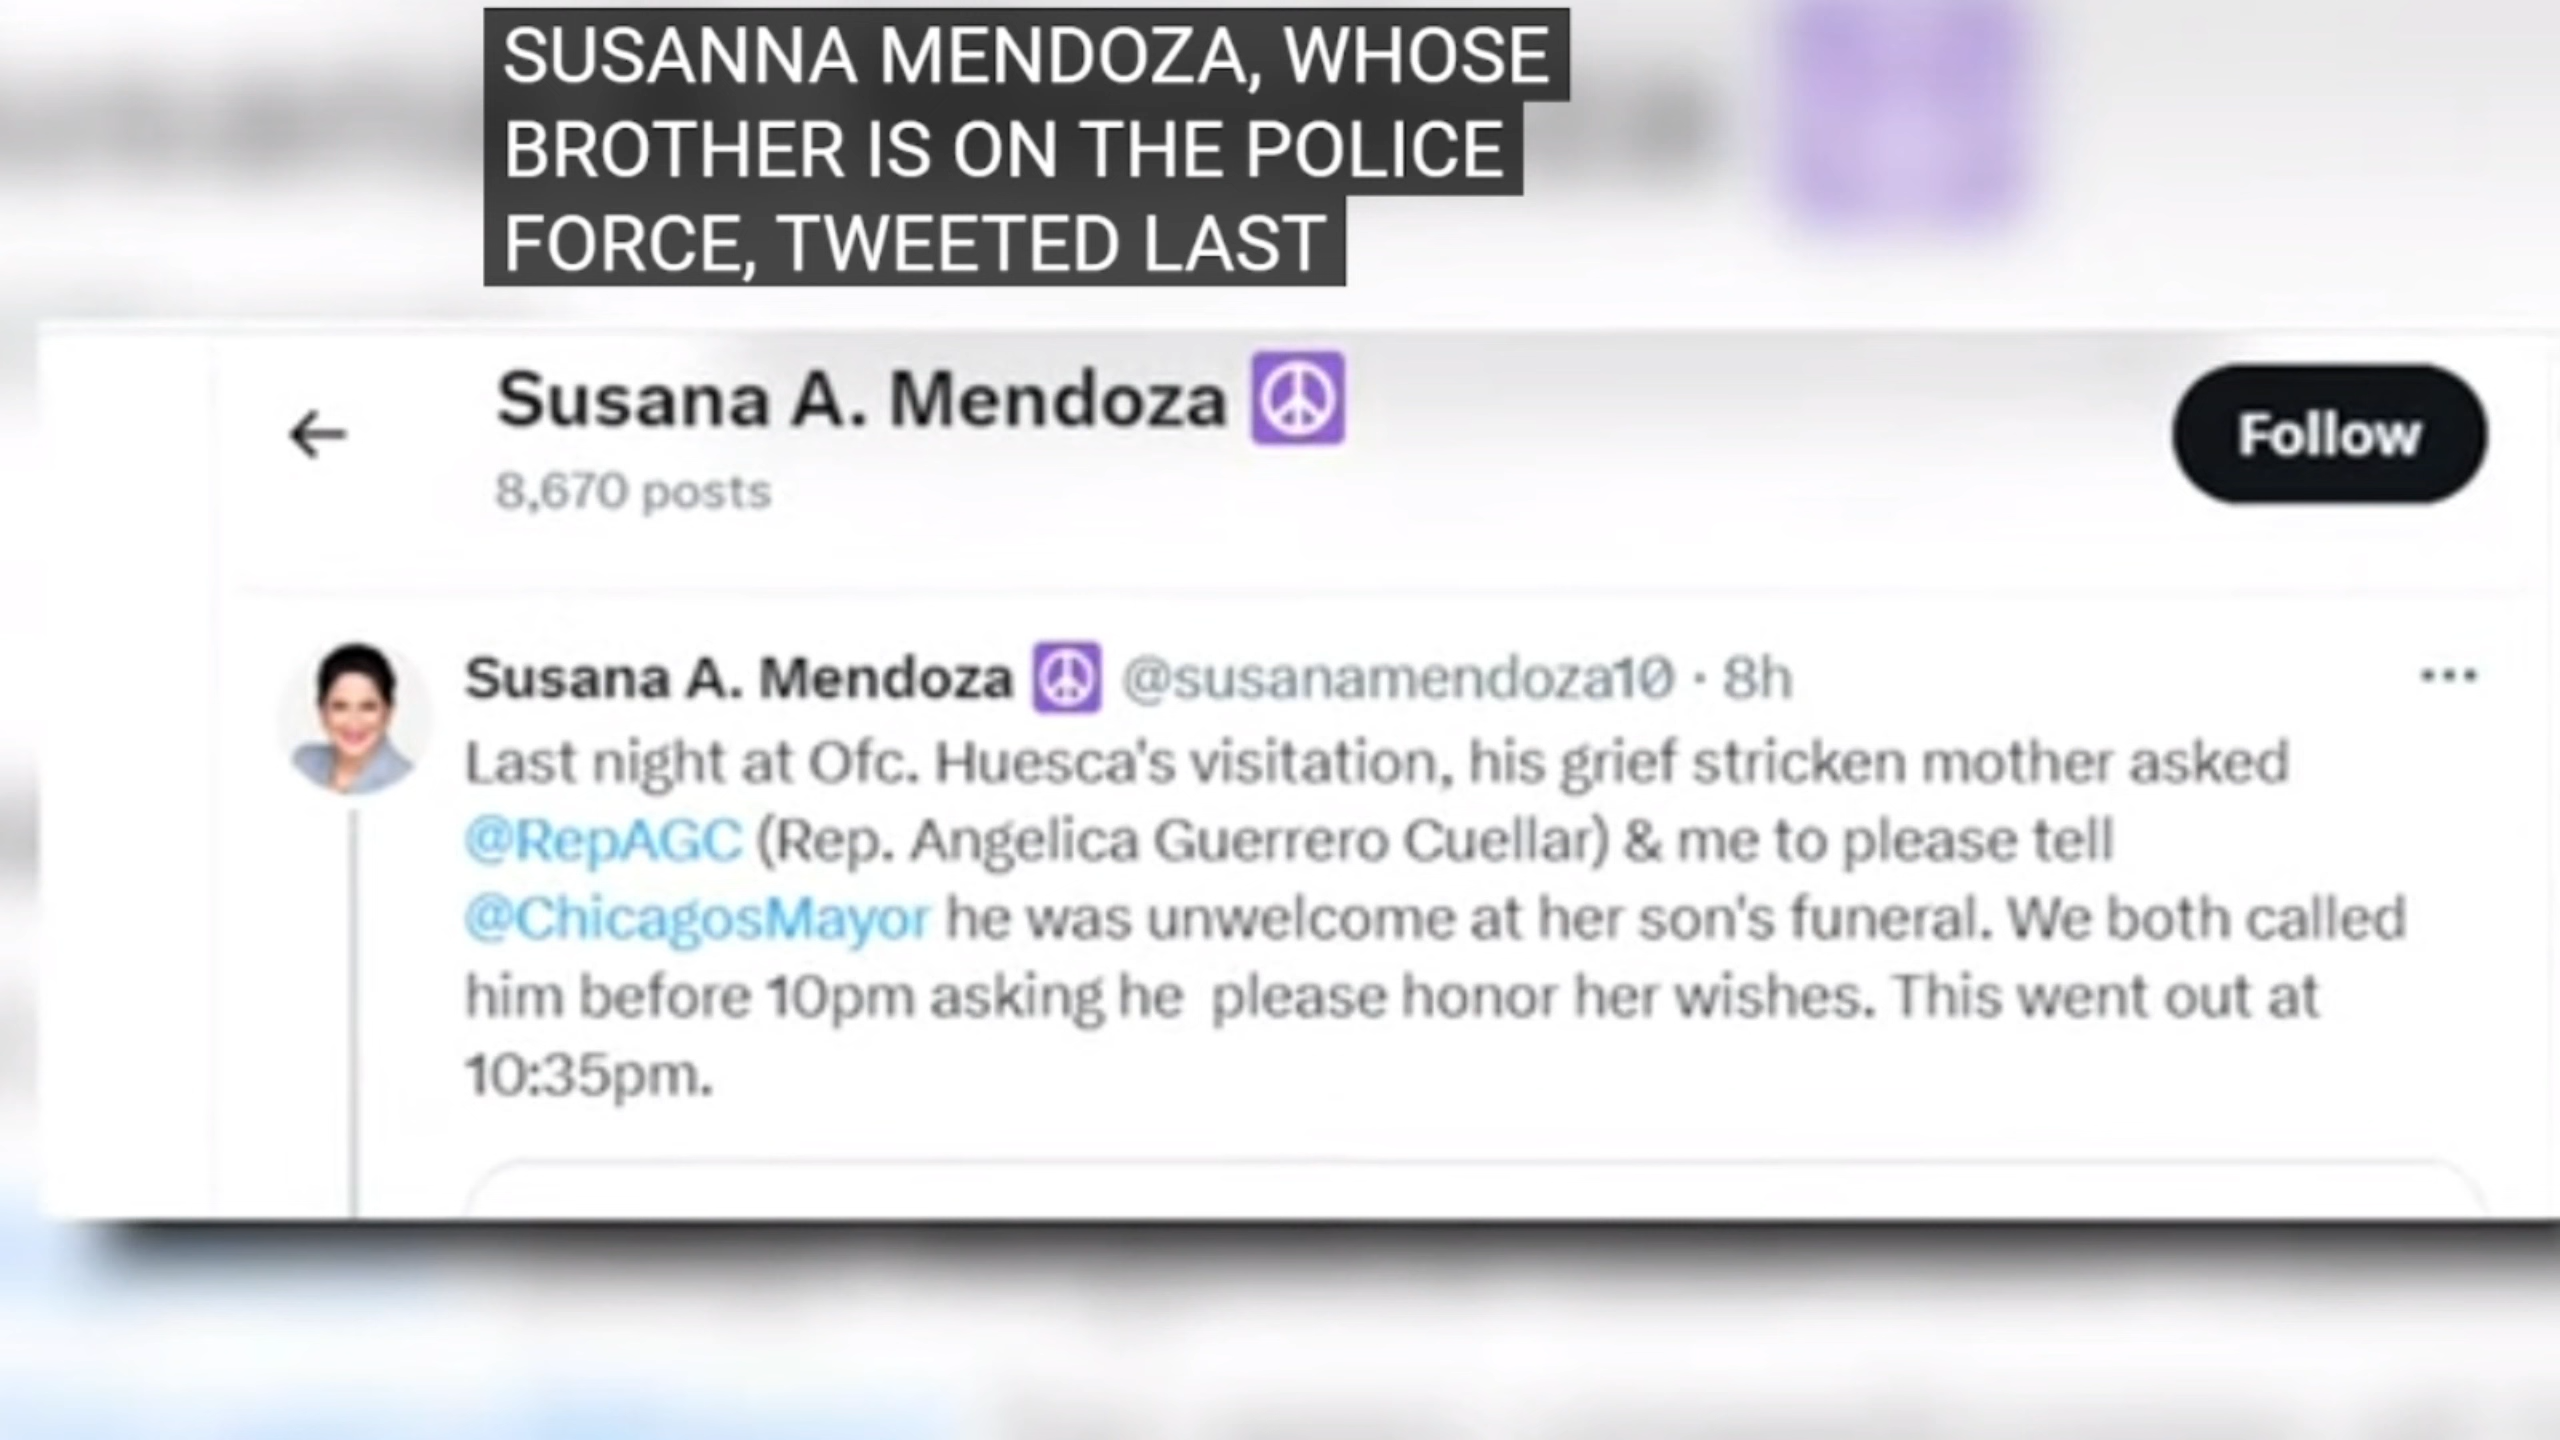 SUSANNA MENDOZA, WHOSE
BROTHER IS ON THE POLICE
FORCE, TWEETED LAST
Susana A. Mendoza ☮
8,670 posts
Follow
Susana A. Mendoza ☮ @susanamendoza10 · 8h
Last night at Ofc. Huesca's visitation, his grief stricken mother asked
@RepAGC (Rep. Angelica Guerrero Cuellar) & me to please tell
@ChicagosMayor he was unwelcome at her son's funeral. We both called
him before 10pm asking he  please honor her wishes. This went out at
10:35pm.